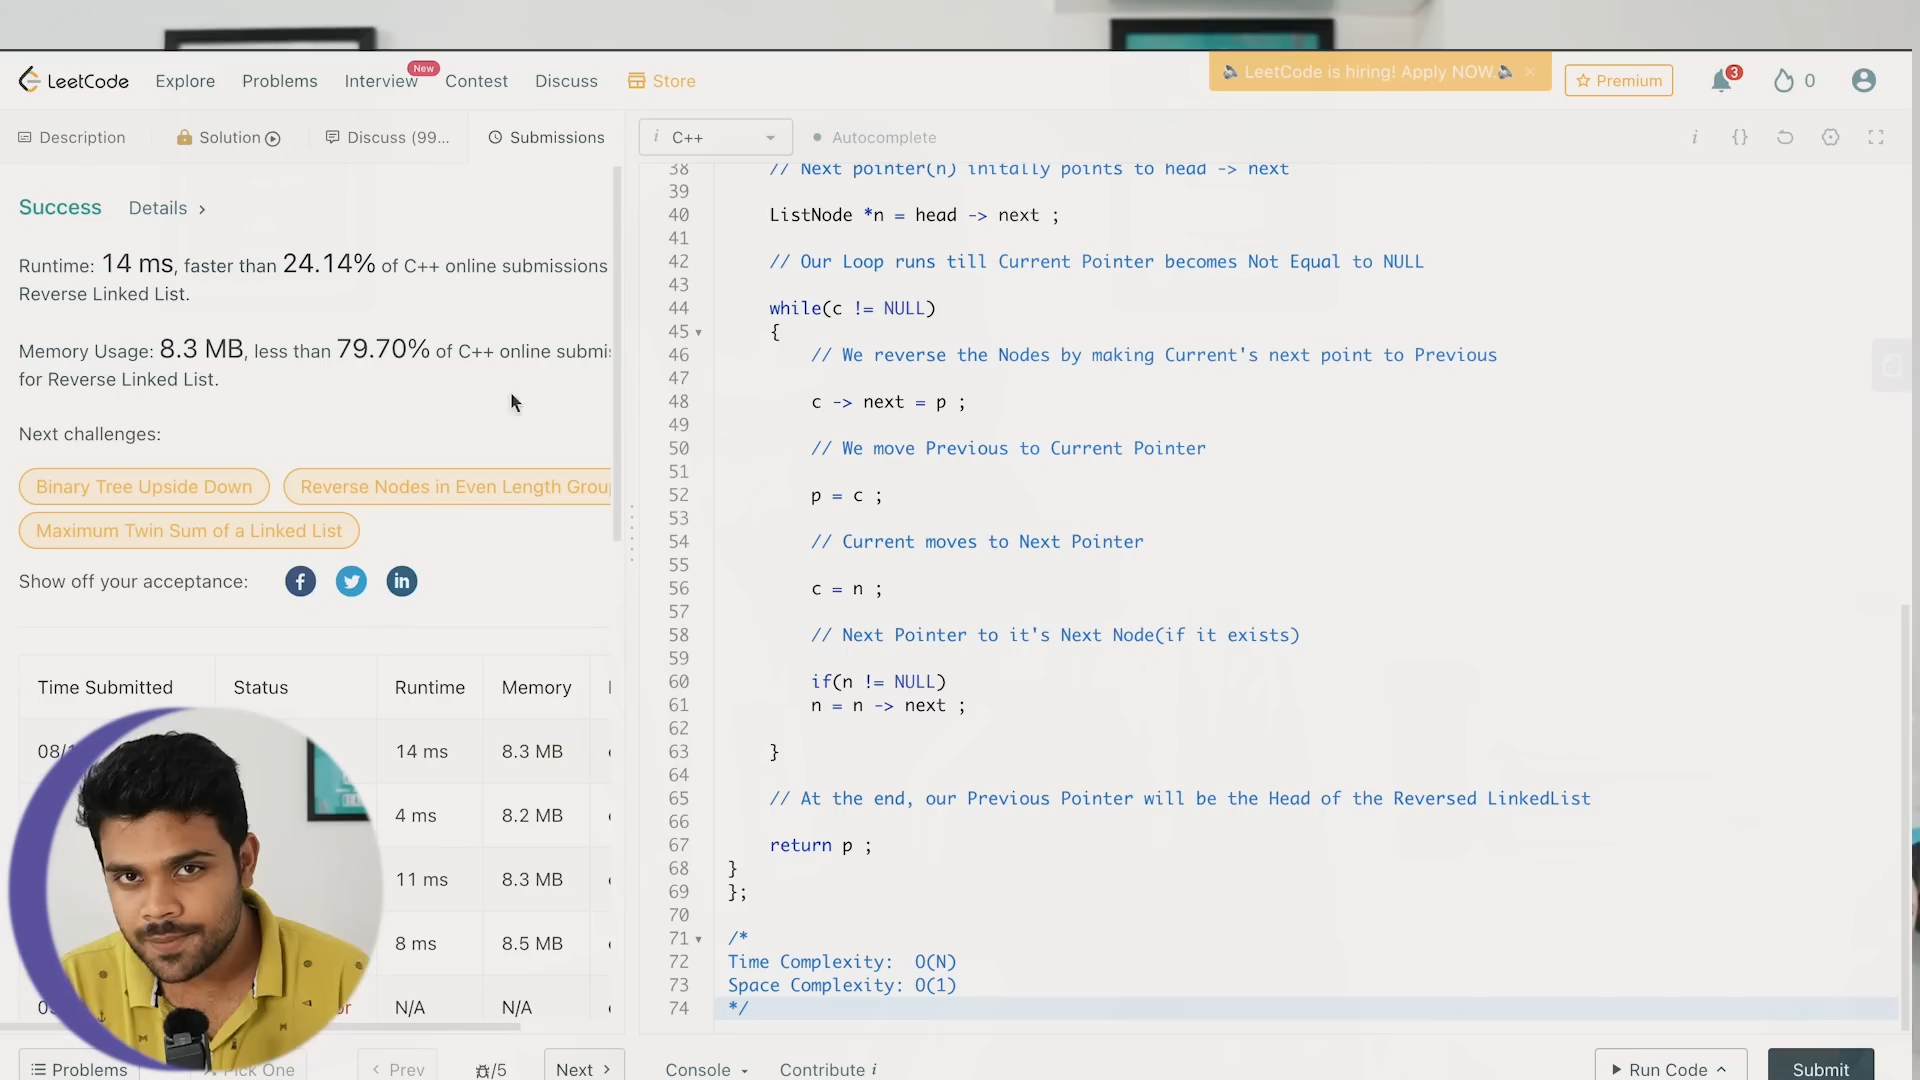 LeetCode
Explore
Problems
Interview
New
Contest
Discuss
Store
LeetCode is hiring! Apply NOW.
Premium
3
0
Description
Solution
Discuss (99...
Submissions
i C++
Autocomplete
i {}
Success Details >
Runtime: 14 ms, faster than 24.14% of C++ online submissions
Reverse Linked List.
Memory Usage: 8.3 MB, less than 79.70% of C++ online submi
for Reverse Linked List.
Next challenges:
Binary Tree Upside Down
Reverse Nodes in Even Length Grou
Maximum Twin Sum of a Linked List
Show off your acceptance:
Time Submitted Status Runtime Memory
08/ 14 ms 8.3 MB
4 ms 8.2 MB
11 ms 8.3 MB
8 ms 8.5 MB
N/A N/A
38 // Next pointer(n) initally points to head -> next
39
40 ListNode *n = head -> next ;
41
42 // Our Loop runs till Current Pointer becomes Not Equal to NULL
43
44 while(c != NULL)
45 {
46 // We reverse the Nodes by making Current's next point to Previous
47
48 c -> next = p ;
49
50 // We move Previous to Current Pointer
51
52 p = c ;
53
54 // Current moves to Next Pointer
55
56 c = n ;
57
58 // Next Pointer to it's Next Node(if it exists)
59
60 if(n != NULL)
61 n = n -> next ;
62
63 }
64
65 // At the end, our Previous Pointer will be the Head of the Reversed LinkedList
66
67 return p ;
68 }
69 };
70
71 /*
72 Time Complexity: O(N)
73 Space Complexity: O(1)
74 */
Problems
Pick One
< Prev
/5
Next >
Console
Contribute i
Run Code
Submit